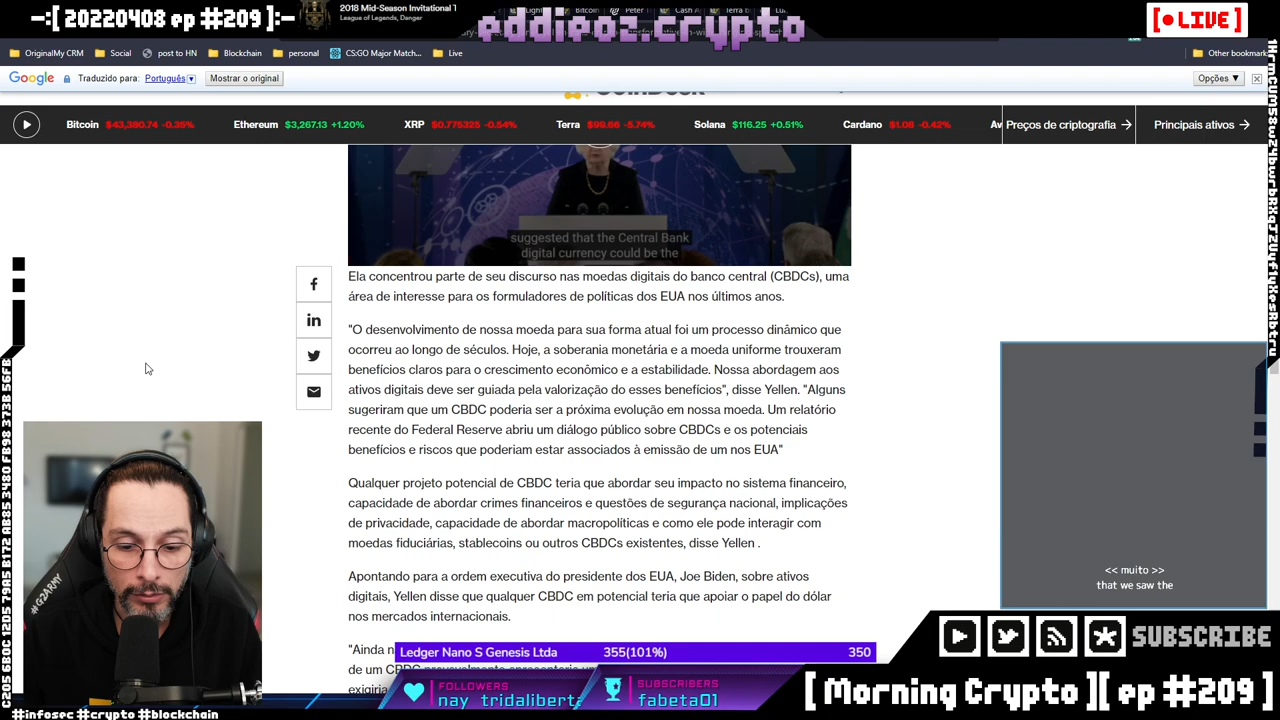 -:[ 20220408 ep #209 ]:-
2018 Mid-Season Invitational T
League of Legends, Danger
eddieoz.crypto
[● LIVE]
OriginalMy CRM
Social
post to HN
Blockchain
personal
CS:GO Major Match...
Live
Other bookmark
Google
Traduzido para:
Português
Mostrar o original
Opções ▼
CoinDesk
Bitcoin $43,380.74 -0.35%
Ethereum $3,267.13 +1.20%
XRP $0.775325 -0.54%
Terra $99.66 -5.74%
Solana $116.25 +0.51%
Cardano $1.08 -0.42%
Av
Preços de criptografia →
Principais ativos →
suggested that the Central Bank
digital currency could be the
Ela concentrou parte de seu discurso nas moedas digitais do banco central (CBDCs), uma
área de interesse para os formuladores de políticas dos EUA nos últimos anos.
"O desenvolvimento de nossa moeda para sua forma atual foi um processo dinâmico que
ocorreu ao longo de séculos. Hoje, a soberania monetária e a moeda uniforme trouxeram
benefícios claros para o crescimento econômico e a estabilidade. Nossa abordagem aos
ativos digitais deve ser guiada pela valorização do esses benefícios", disse Yellen. "Alguns
sugeriram que um CBDC poderia ser a próxima evolução em nossa moeda. Um relatório
recente do Federal Reserve abriu um diálogo público sobre CBDCs e os potenciais
benefícios e riscos que poderiam estar associados à emissão de um nos EUA"
Qualquer projeto potencial de CBDC teria que abordar seu impacto no sistema financeiro,
capacidade de abordar crimes financeiros e questões de segurança nacional, implicações
de privacidade, capacidade de abordar macropolíticas e como ele pode interagir com
moedas fiduciárias, stablecoins ou outros CBDCs existentes, disse Yellen .
Apontando para a ordem executiva do presidente dos EUA, Joe Biden, sobre ativos
digitais, Yellen disse que qualquer CBDC em potencial teria que apoiar o papel do dólar
nos mercados internacionais.
"Ainda n
de um CBDC provavelmente apresentaria um
exigiria
<< muito >>
that we saw the
#G2ARMY
Ledger Nano S Genesis Ltda 355(101%) 350
FOLLOWERS
nay tridaliberta
SUBSCRIBERS
fabeta01
SUBSCRIBE
[ Morning Crypto ][ ep #209 ]
#infosec #crypto #blockchain